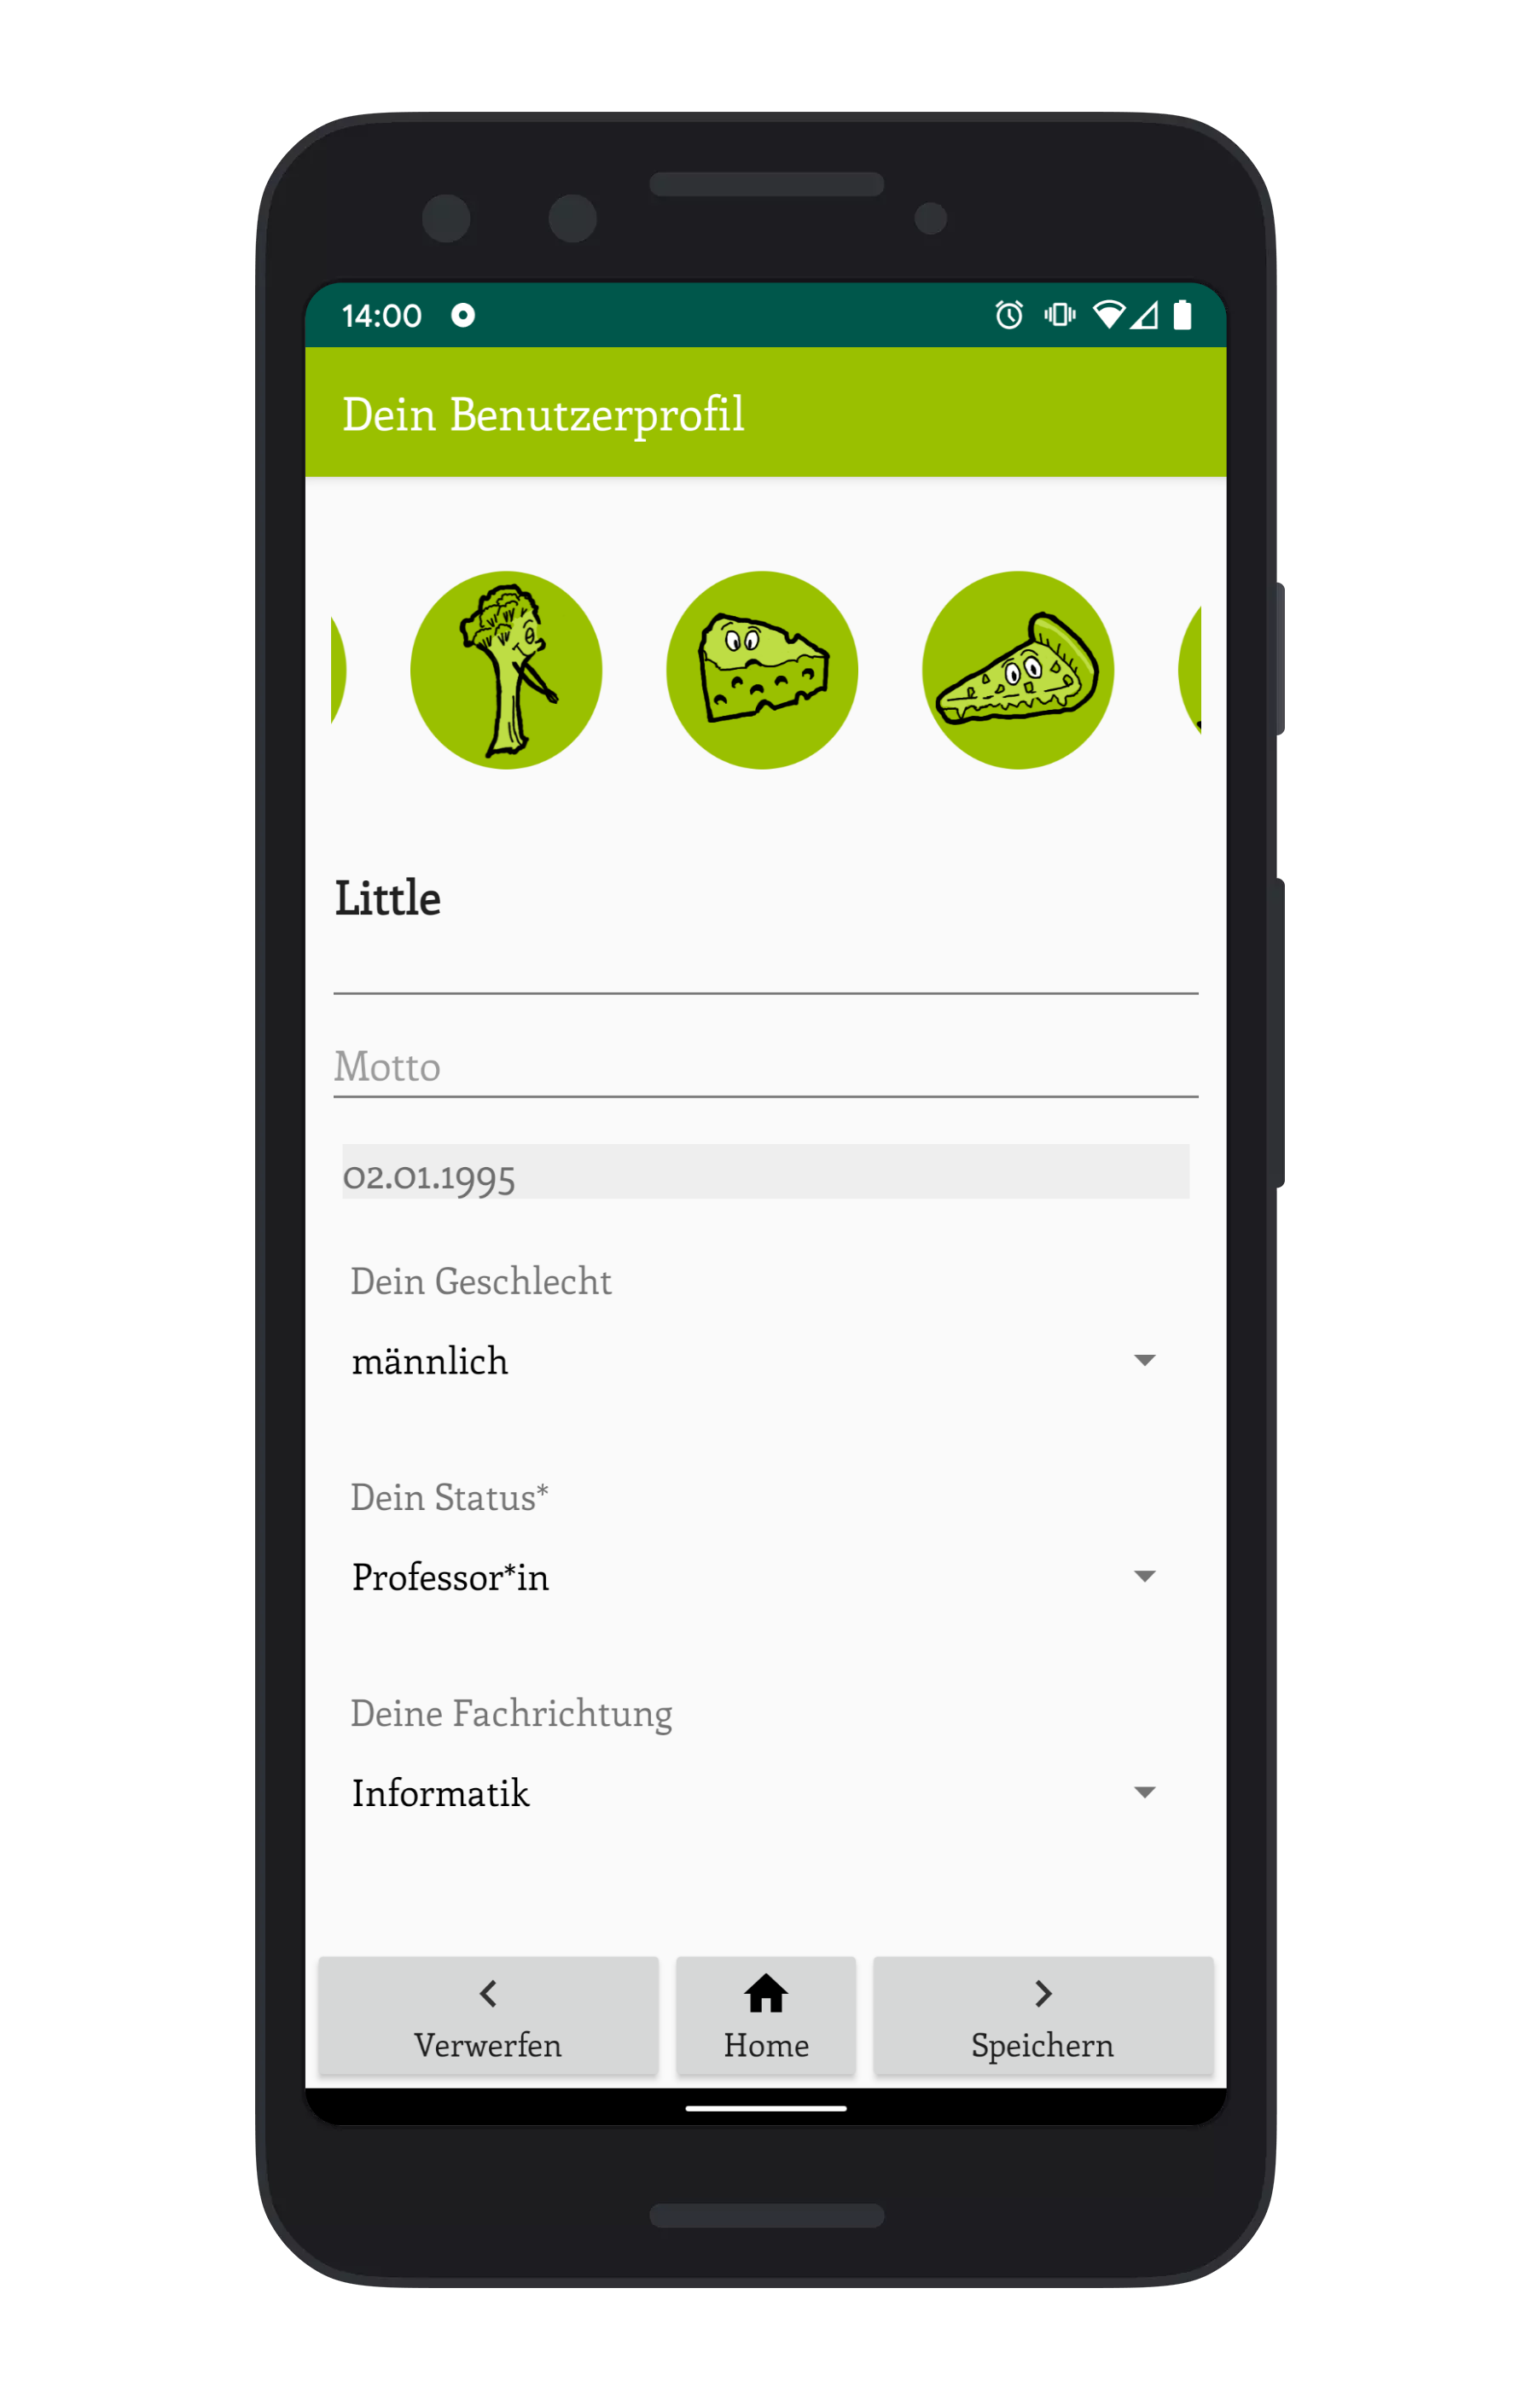 14:00
Dein Benutzerprofil
Little
Motto
02.01.1995
Dein Geschlecht
männlich
Dein Status*
Professor*in
Deine Fachrichtung
Informatik
Verwerfen
Home
Speichern